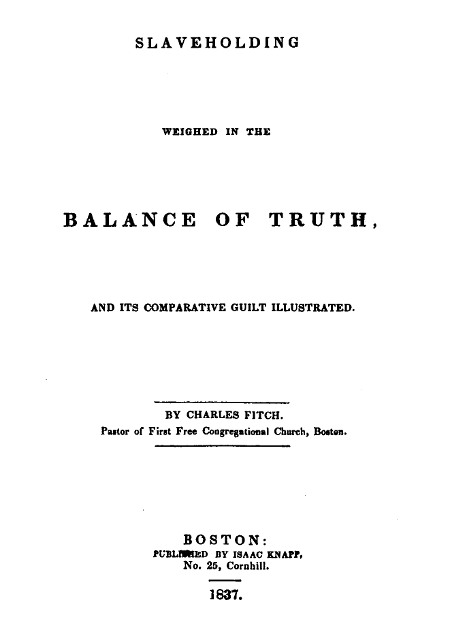 SLAVEHOLDING
WEIGHED IN THE
BALANCE OF TRUTH,
AND ITS COMPARATIVE GUILT ILLUSTRATED.
BY CHARLES FITCH.
Pastor of First Free Congregational Church, Boston.
BOSTON:
PUBLISHED BY ISAAC KNAPP,
No. 25, Cornhill.
1837.